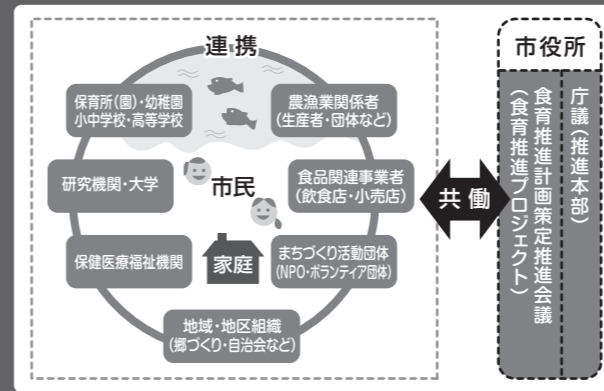 連携
保育所(園)・幼稚園
小中学校・高等学校
農漁業関係者
(生産者・団体など)
研究機関・大学
市民
食品関連事業者
(飲食店・小売店)
保健医療福祉機関
家庭
まちづくり活動団体
(NPO・ボランティア団体)
地域・地区組織
(郷づくり・自治会など)
共働
市役所
庁議(推進本部)
食育推進計画策定推進会議
(食育推進プロジェクト)